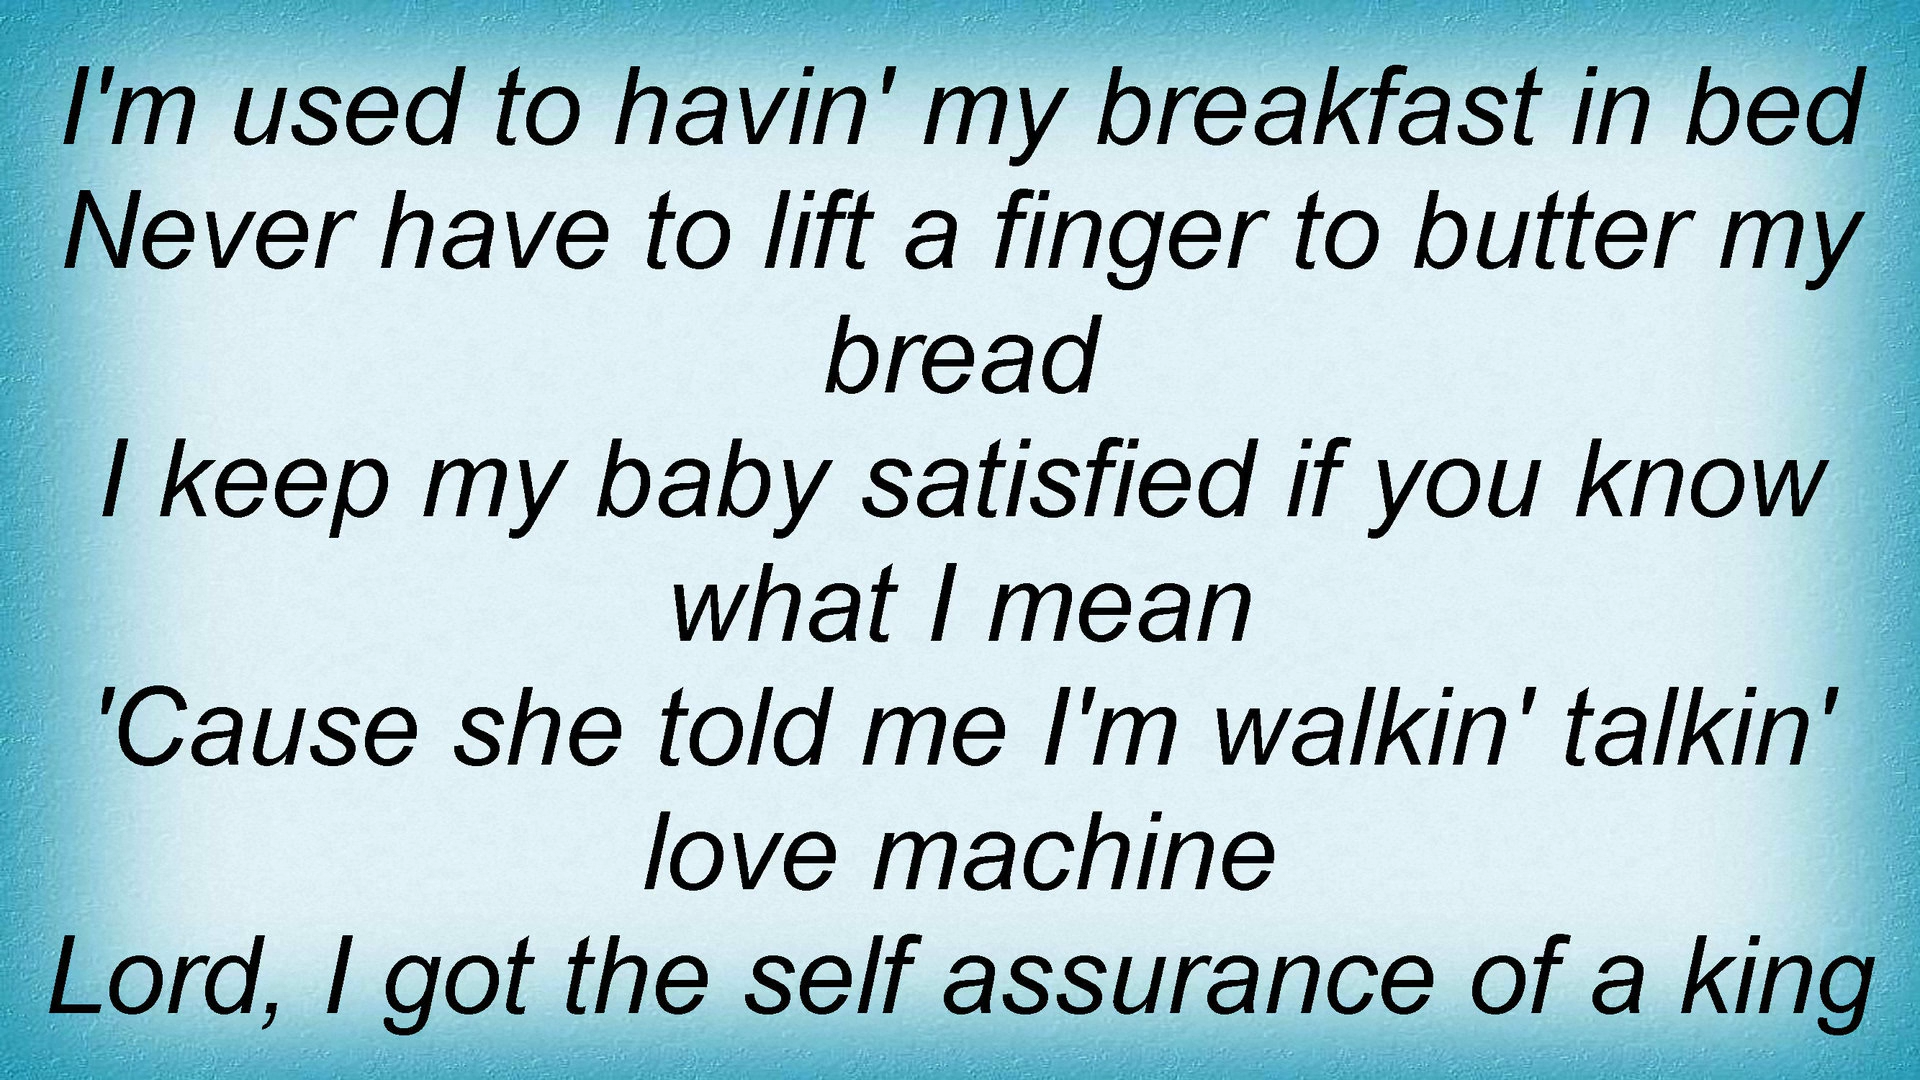 I'm used to havin' my breakfast in bed
Never have to lift a finger to butter my
bread
I keep my baby satisfied if you know
what I mean
'Cause she told me I'm walkin' talkin'
love machine
Lord, I got the self assurance of a king